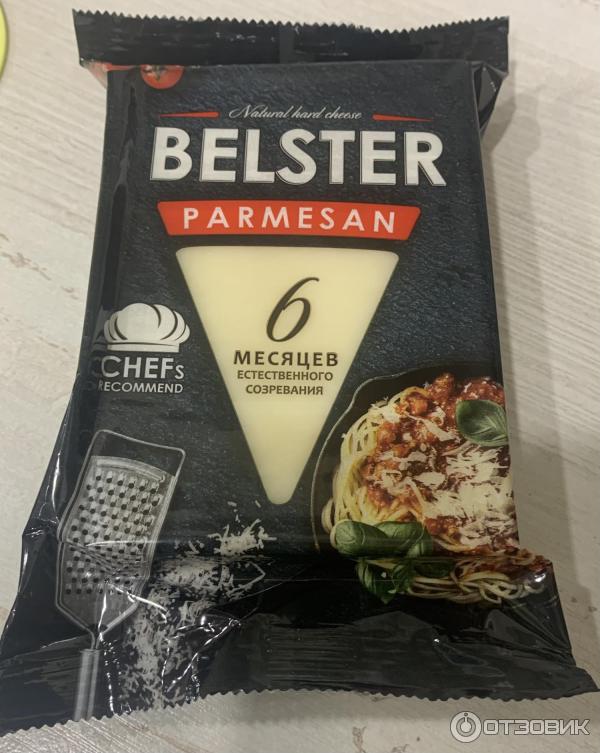 Natural hard cheese
BELSTER
PARMESAN
6
МЕСЯЦЕВ
ЕСТЕСТВЕННОГО
СОЗРЕВАНИЯ
CHEFs
RECOMMEND
ОТЗОВИК